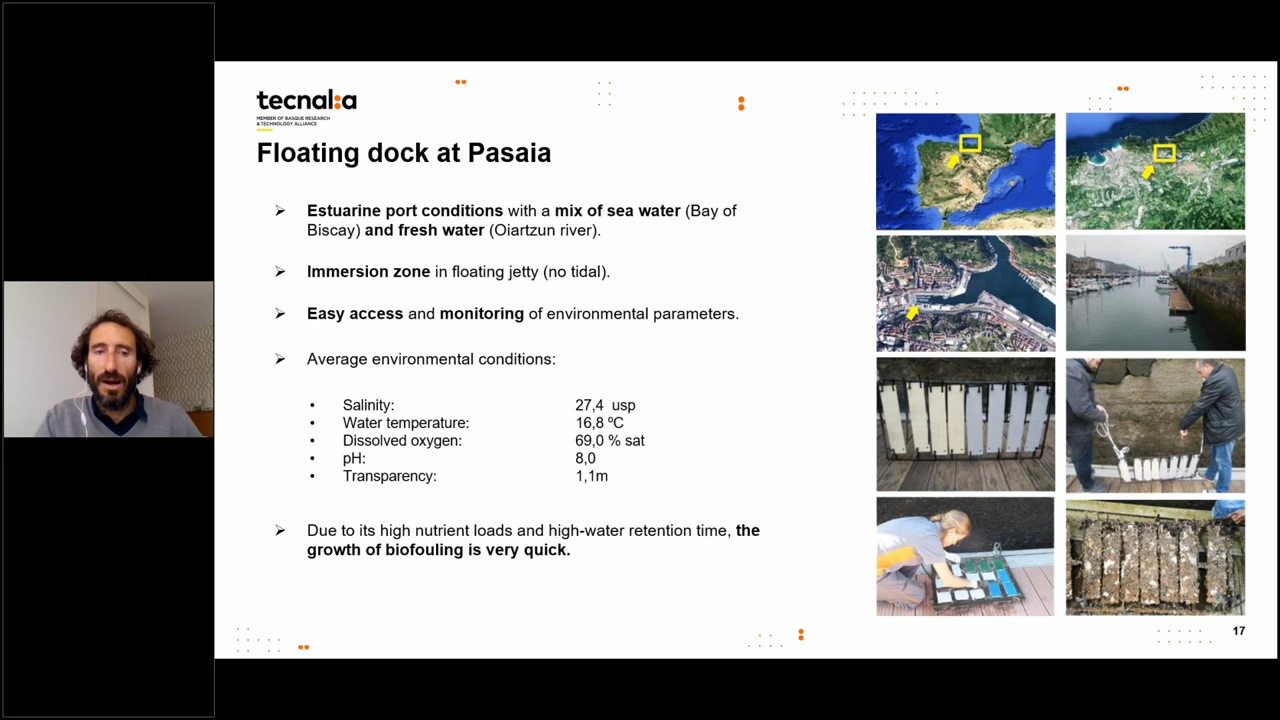 tecnal:a
MEMBER OF BASQUE RESEARCH
& TECHNOLOGY ALLIANCE
Floating dock at Pasaia
Estuarine port conditions with a mix of sea water (Bay of
Biscay) and fresh water (Oiartzun river).
Immersion zone in floating jetty (no tidal).
Easy access and monitoring of environmental parameters.
Average environmental conditions:
• Salinity: 27,4 usp
• Water temperature: 16,8 ºC
• Dissolved oxygen: 69,0 % sat
• pH: 8,0
• Transparency: 1,1m
Due to its high nutrient loads and high-water retention time, the
growth of biofouling is very quick.
17